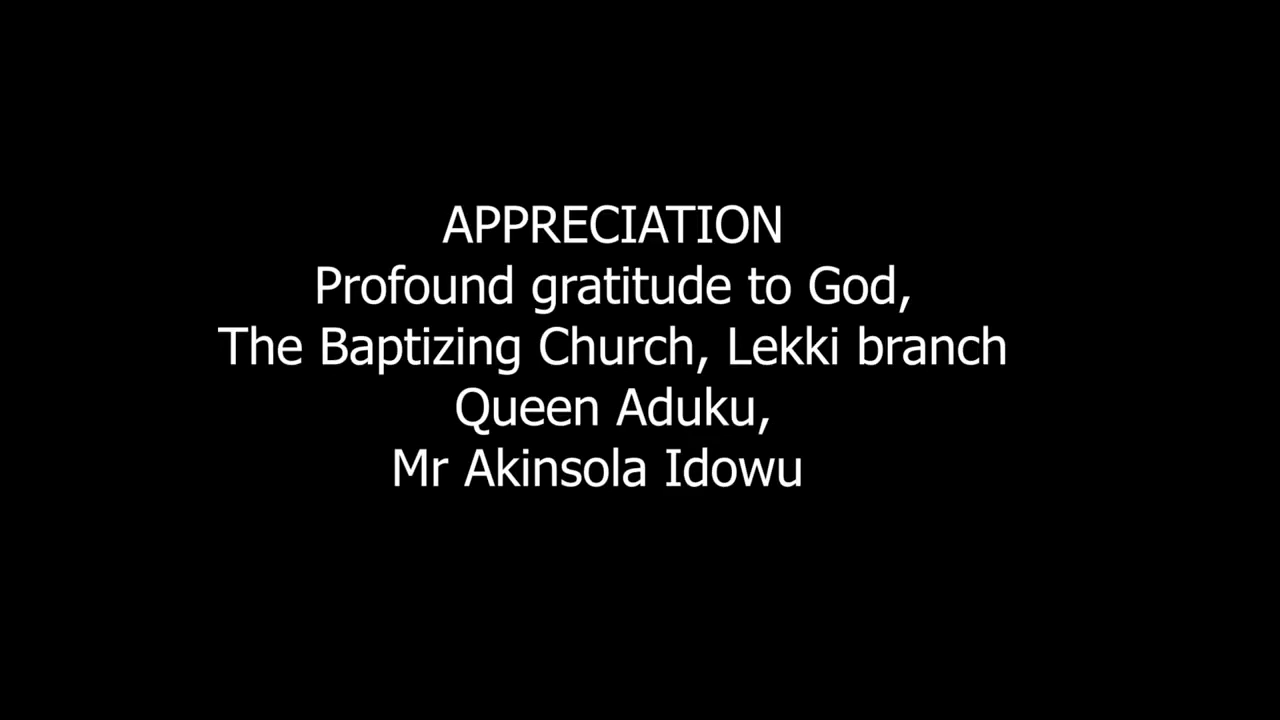 APPRECIATION
Profound gratitude to God,
The Baptizing Church, Lekki branch
Queen Aduku,
Mr Akinsola Idowu